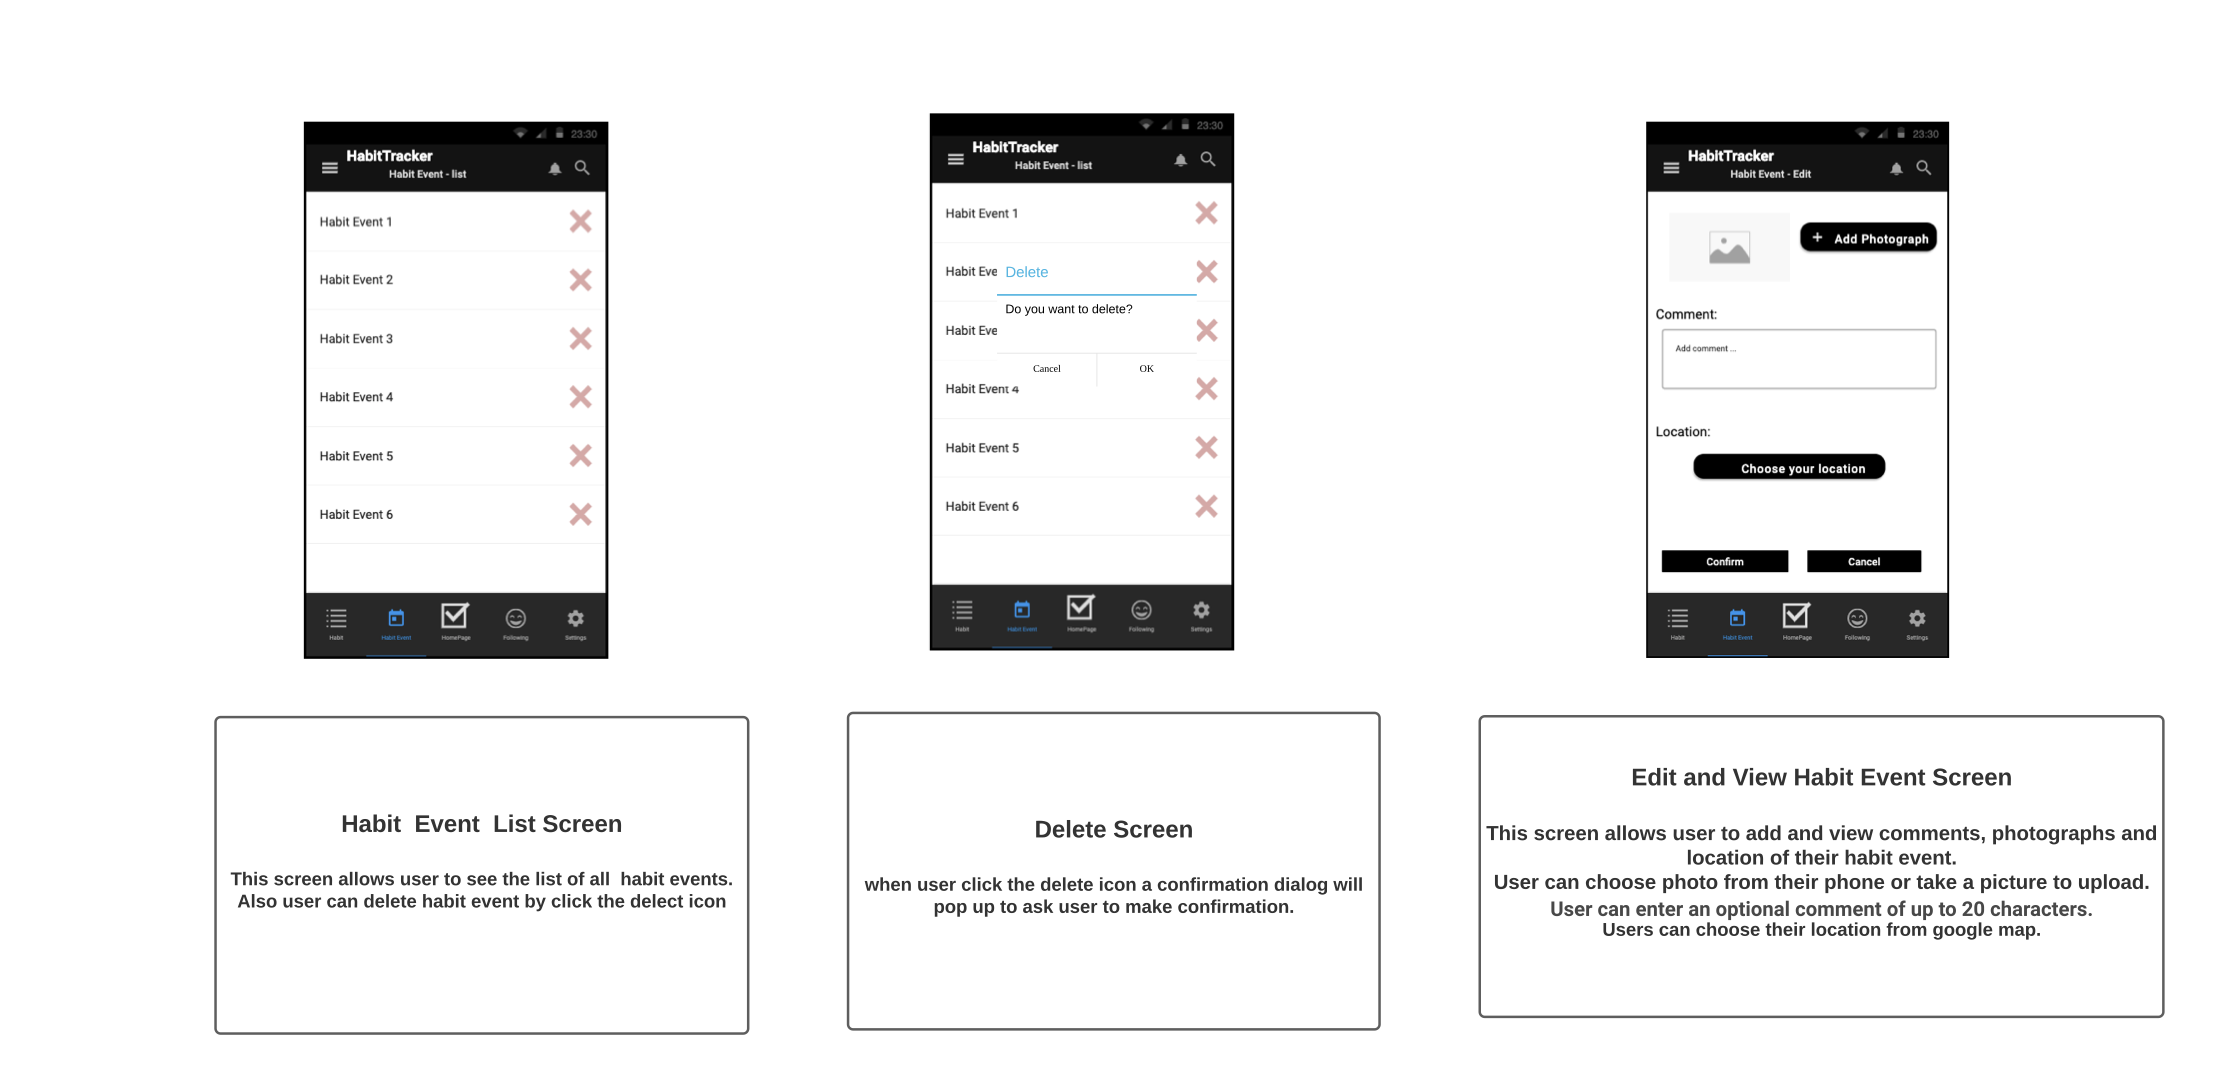 23:30
HabitTracker
Habit Event - list
Habit Event 1
Habit Event 2
Habit Event 3
Habit Event 4
Habit Event 5
Habit Event 6
Habit
Habit Event
HomePage
Following
Settings
Habit Event List Screen
This screen allows user to see the list of all habit events.
Also user can delete habit event by click the delect icon
23:30
HabitTracker
Habit Event - list
Habit Event 1
Habit Eve
Delete
Do you want to delete?
Habit Eve
Cancel
OK
Habit Event 4
Habit Event 5
Habit Event 6
Habit
Habit Event
HomePage
Following
Settings
Delete Screen
when user click the delete icon a confirmation dialog will
pop up to ask user to make confirmation.
23:30
HabitTracker
Habit Event - Edit
+ Add Photograph
Comment:
Add comment ...
Location:
Choose your location
Confirm
Cancel
Habit
Habit Event
HomePage
Following
Settings
Edit and View Habit Event Screen
This screen allows user to add and view comments, photographs and
location of their habit event.
User can choose photo from their phone or take a picture to upload.
User can enter an optional comment of up to 20 characters.
Users can choose their location from google map.